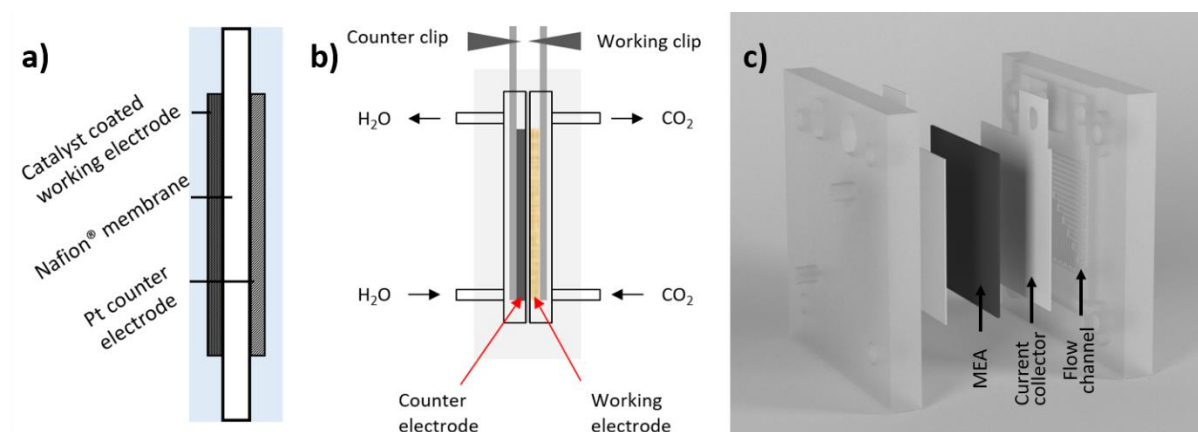 a)
Catalyst coated
working electrode
Nafion® membrane
Pt counter
electrode
b)
Counter clip
Working clip
H₂O
CO₂
H₂O
CO₂
Counter
electrode
Working
electrode
c)
MEA
Current
collector
Flow
channel